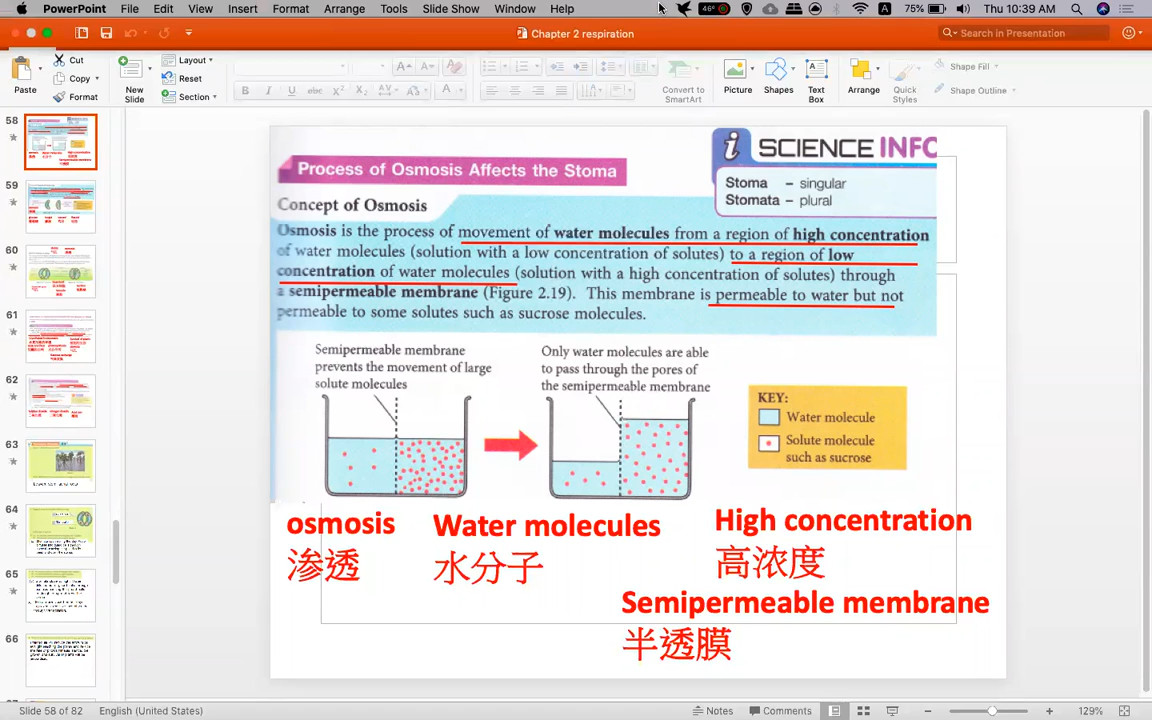 PowerPoint File Edit View Insert Format Arrange Tools Slide Show Window Help 46° A 75% Thu 10:39 AM
Chapter 2 respiration
Search in Presentation
Paste
Cut
Copy
Format
New
Slide
Layout
Reset
Section
B I U abc X² X₂ AV Aa A
Convert to
SmartArt
Picture
Shapes
Text
Box
Arrange
Quick
Styles
Shape Fill
Shape Outline
58
59
60
61
62
63
64
65
66
Process of Osmosis Affects the Stoma
i SCIENCE INFO
Stoma – singular
Stomata – plural
Concept of Osmosis
Osmosis is the process of movement of water molecules from a region of high concentration
of water molecules (solution with a low concentration of solutes) to a region of low
concentration of water molecules (solution with a high concentration of solutes) through
a semipermeable membrane (Figure 2.19). This membrane is permeable to water but not
permeable to some solutes such as sucrose molecules.
Semipermeable membrane
prevents the movement of large
solute molecules
Only water molecules are able
to pass through the pores of
the semipermeable membrane
KEY:
Water molecule
Solute molecule
such as sucrose
osmosis
渗透
Water molecules
水分子
High concentration
高浓度
Semipermeable membrane
半透膜
Slide 58 of 82 English (United States) Notes Comments 129%